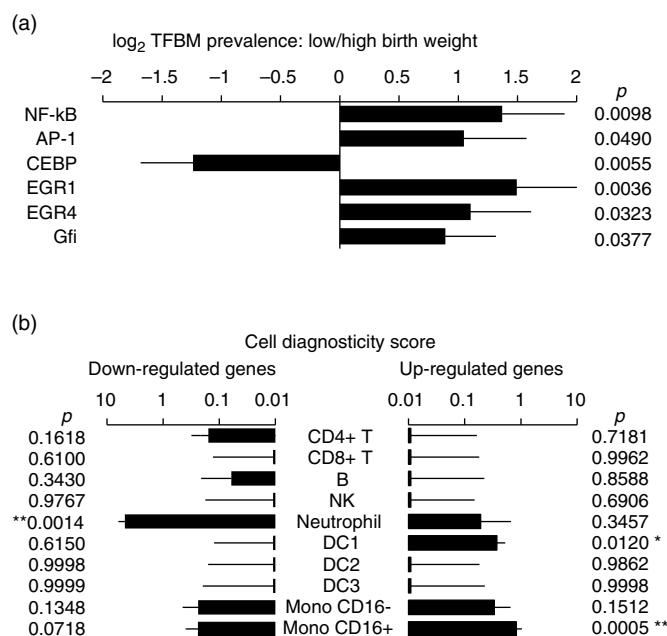 (a)
log₂ TFBM prevalence: low/high birth weight
−2 −1.5 −1 −0.5 0 0.5 1 1.5 2
p
NF-kB 0.0098
AP-1 0.0490
CEBP 0.0055
EGR1 0.0036
EGR4 0.0323
Gfi 0.0377
(b)
Cell diagnosticity score
Down-regulated genes Up-regulated genes
10 1 0.1 0.01 0.01 0.1 1 10
p p
0.1618 CD4+ T 0.7181
0.6100 CD8+ T 0.9962
0.3430 B 0.8588
0.9767 NK 0.6906
**0.0014 Neutrophil 0.3457
0.6150 DC1 0.0120 *
0.9998 DC2 0.9862
0.9999 DC3 0.9998
0.1348 Mono CD16- 0.1512
0.0718 Mono CD16+ 0.0005 **